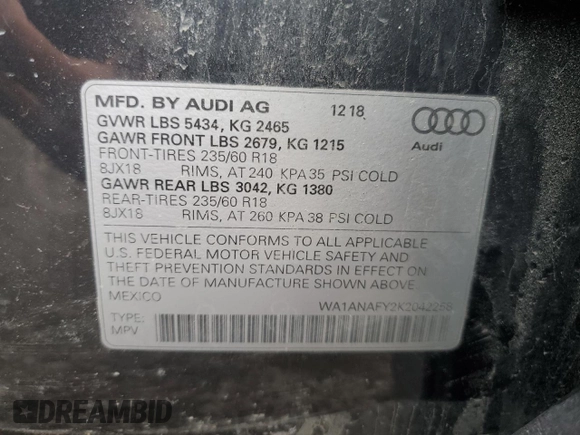 MFD. BY AUDI AG 12 18
GVWR LBS 5434, KG 2465
GAWR FRONT LBS 2679, KG 1215
FRONT-TIRES 235/60 R18
8JX18 RIMS, AT 240 KPA 35 PSI COLD
GAWR REAR LBS 3042, KG 1380
REAR-TIRES 235/60 R18
8JX18 RIMS, AT 260 KPA 38 PSI COLD
Audi
THIS VEHICLE CONFORMS TO ALL APPLICABLE
U.S. FEDERAL MOTOR VEHICLE SAFETY AND
THEFT PREVENTION STANDARDS IN EFFECT ON
THE DATE OF MANUFACTURE SHOWN ABOVE.
MEXICO
WA1ANAFY2K2042258
TYPE:
MPV
DREAMBID